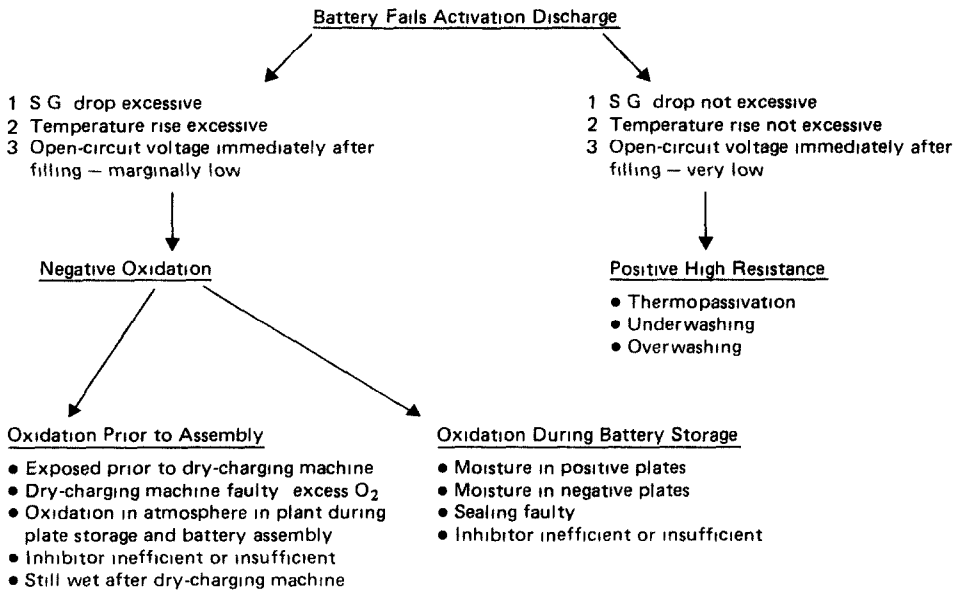 Battery Fails Activation Discharge
1 S G drop excessive
2 Temperature rise excessive
3 Open-circuit voltage immediately after
filling – marginally low
1 S G drop not excessive
2 Temperature rise not excessive
3 Open-circuit voltage immediately after
filling – very low
Negative Oxidation
Positive High Resistance
• Thermopassivation
• Underwashing
• Overwashing
Oxidation Prior to Assembly
• Exposed prior to dry-charging machine
• Dry-charging machine faulty excess O₂
• Oxidation in atmosphere in plant during
plate storage and battery assembly
• Inhibitor inefficient or insufficient
• Still wet after dry-charging machine
Oxidation During Battery Storage
• Moisture in positive plates
• Moisture in negative plates
• Sealing faulty
• Inhibitor inefficient or insufficient